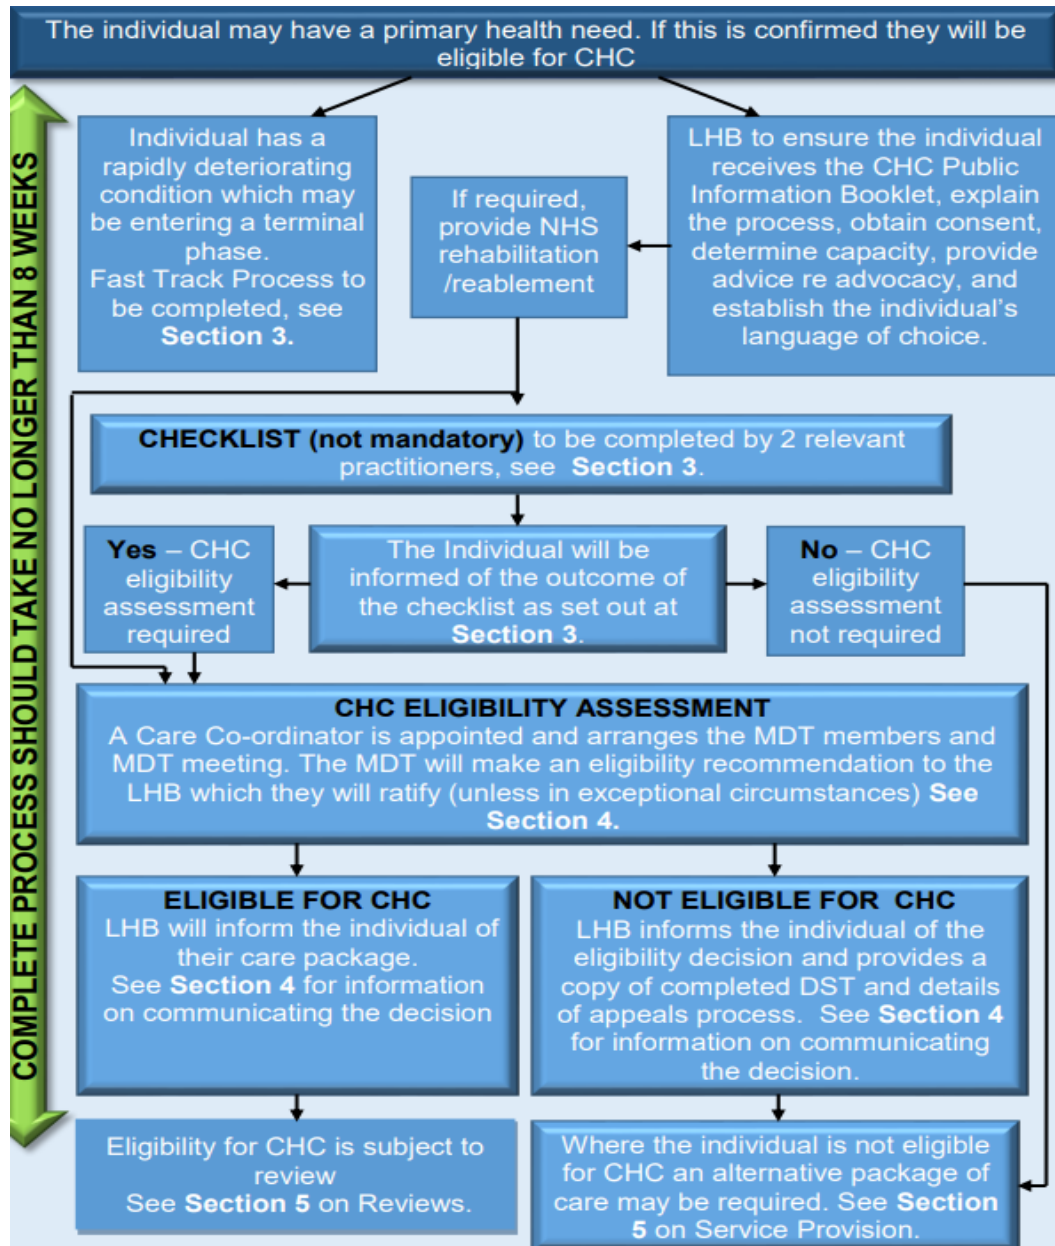 The individual may have a primary health need. If this is confirmed they will be
eligible for CHC
COMPLETE PROCESS SHOULD TAKE NO LONGER THAN 8 WEEKS
Individual has a
rapidly deteriorating
condition which may
be entering a terminal
phase.
Fast Track Process to
be completed, see
Section 3.
If required,
provide NHS
rehabilitation
/reablement
LHB to ensure the individual
receives the CHC Public
Information Booklet, explain
the process, obtain consent,
determine capacity, provide
advice re advocacy, and
establish the individual's
language of choice.
CHECKLIST (not mandatory) to be completed by 2 relevant
practitioners, see Section 3.
Yes – CHC
eligibility
assessment
required
The Individual will be
informed of the outcome of
the checklist as set out at
Section 3.
No – CHC
eligibility
assessment
not required
CHC ELIGIBILITY ASSESSMENT
A Care Co-ordinator is appointed and arranges the MDT members and
MDT meeting. The MDT will make an eligibility recommendation to the
LHB which they will ratify (unless in exceptional circumstances) See
Section 4.
ELIGIBLE FOR CHC
LHB will inform the individual of
their care package.
See Section 4 for information
on communicating the decision
NOT ELIGIBLE FOR CHC
LHB informs the individual of the
eligibility decision and provides a
copy of completed DST and details
of appeals process. See Section 4
for information on communicating
the decision.
Eligibility for CHC is subject to
review
See Section 5 on Reviews.
Where the individual is not eligible
for CHC an alternative package of
care may be required. See Section
5 on Service Provision.